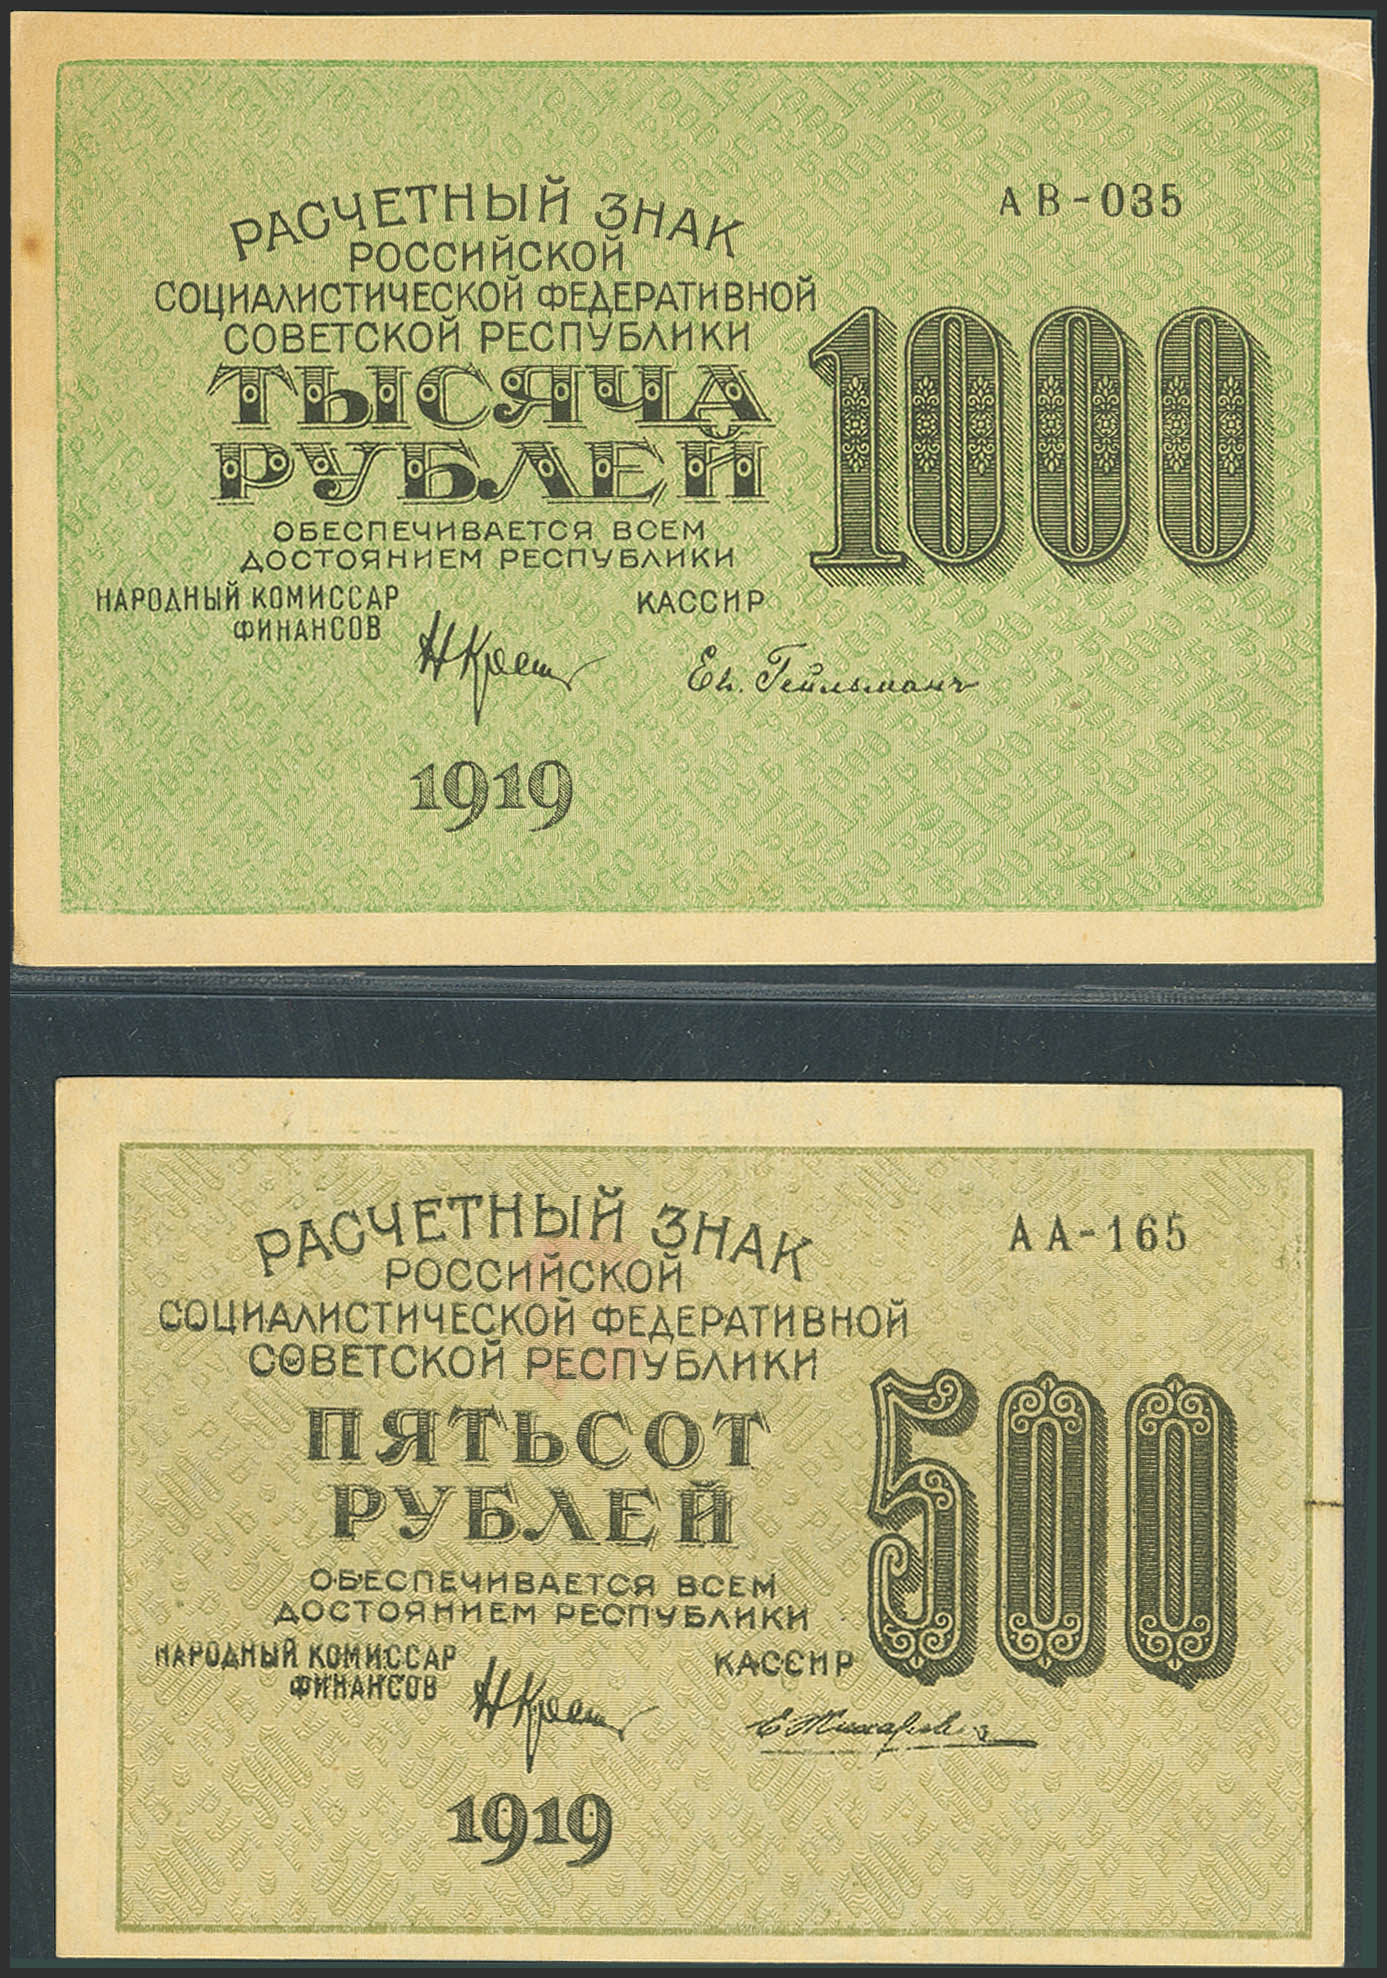 РАСЧЕТНЫЙ ЗНАК
РОССИЙСКОЙ
СОЦИАЛИСТИЧЕСКОЙ ФЕДЕРАТИВНОЙ
СОВЕТСКОЙ РЕСПУБЛИКИ
ТЫСЯЧА
РУБЛЕЙ
ОБЕСПЕЧИВАЕТСЯ ВСЕМ
ДОСТОЯНИЕМ РЕСПУБЛИКИ
НАРОДНЫЙ КОМИССАР
ФИНАНСОВ
КАССИР
Гейльманъ
1919
АВ-035
1000
РАСЧЕТНЫЙ ЗНАК
РОССИЙСКОЙ
СОЦИАЛИСТИЧЕСКОЙ ФЕДЕРАТИВНОЙ
СОВЕТСКОЙ РЕСПУБЛИКИ
ПЯТЬСОТ
РУБЛЕЙ
ОБЕСПЕЧИВАЕТСЯ ВСЕМ
ДОСТОЯНИЕМ РЕСПУБЛИКИ
НАРОДНЫЙ КОМИССАР
ФИНАНСОВ
КАССИР
1919
АА-165
500